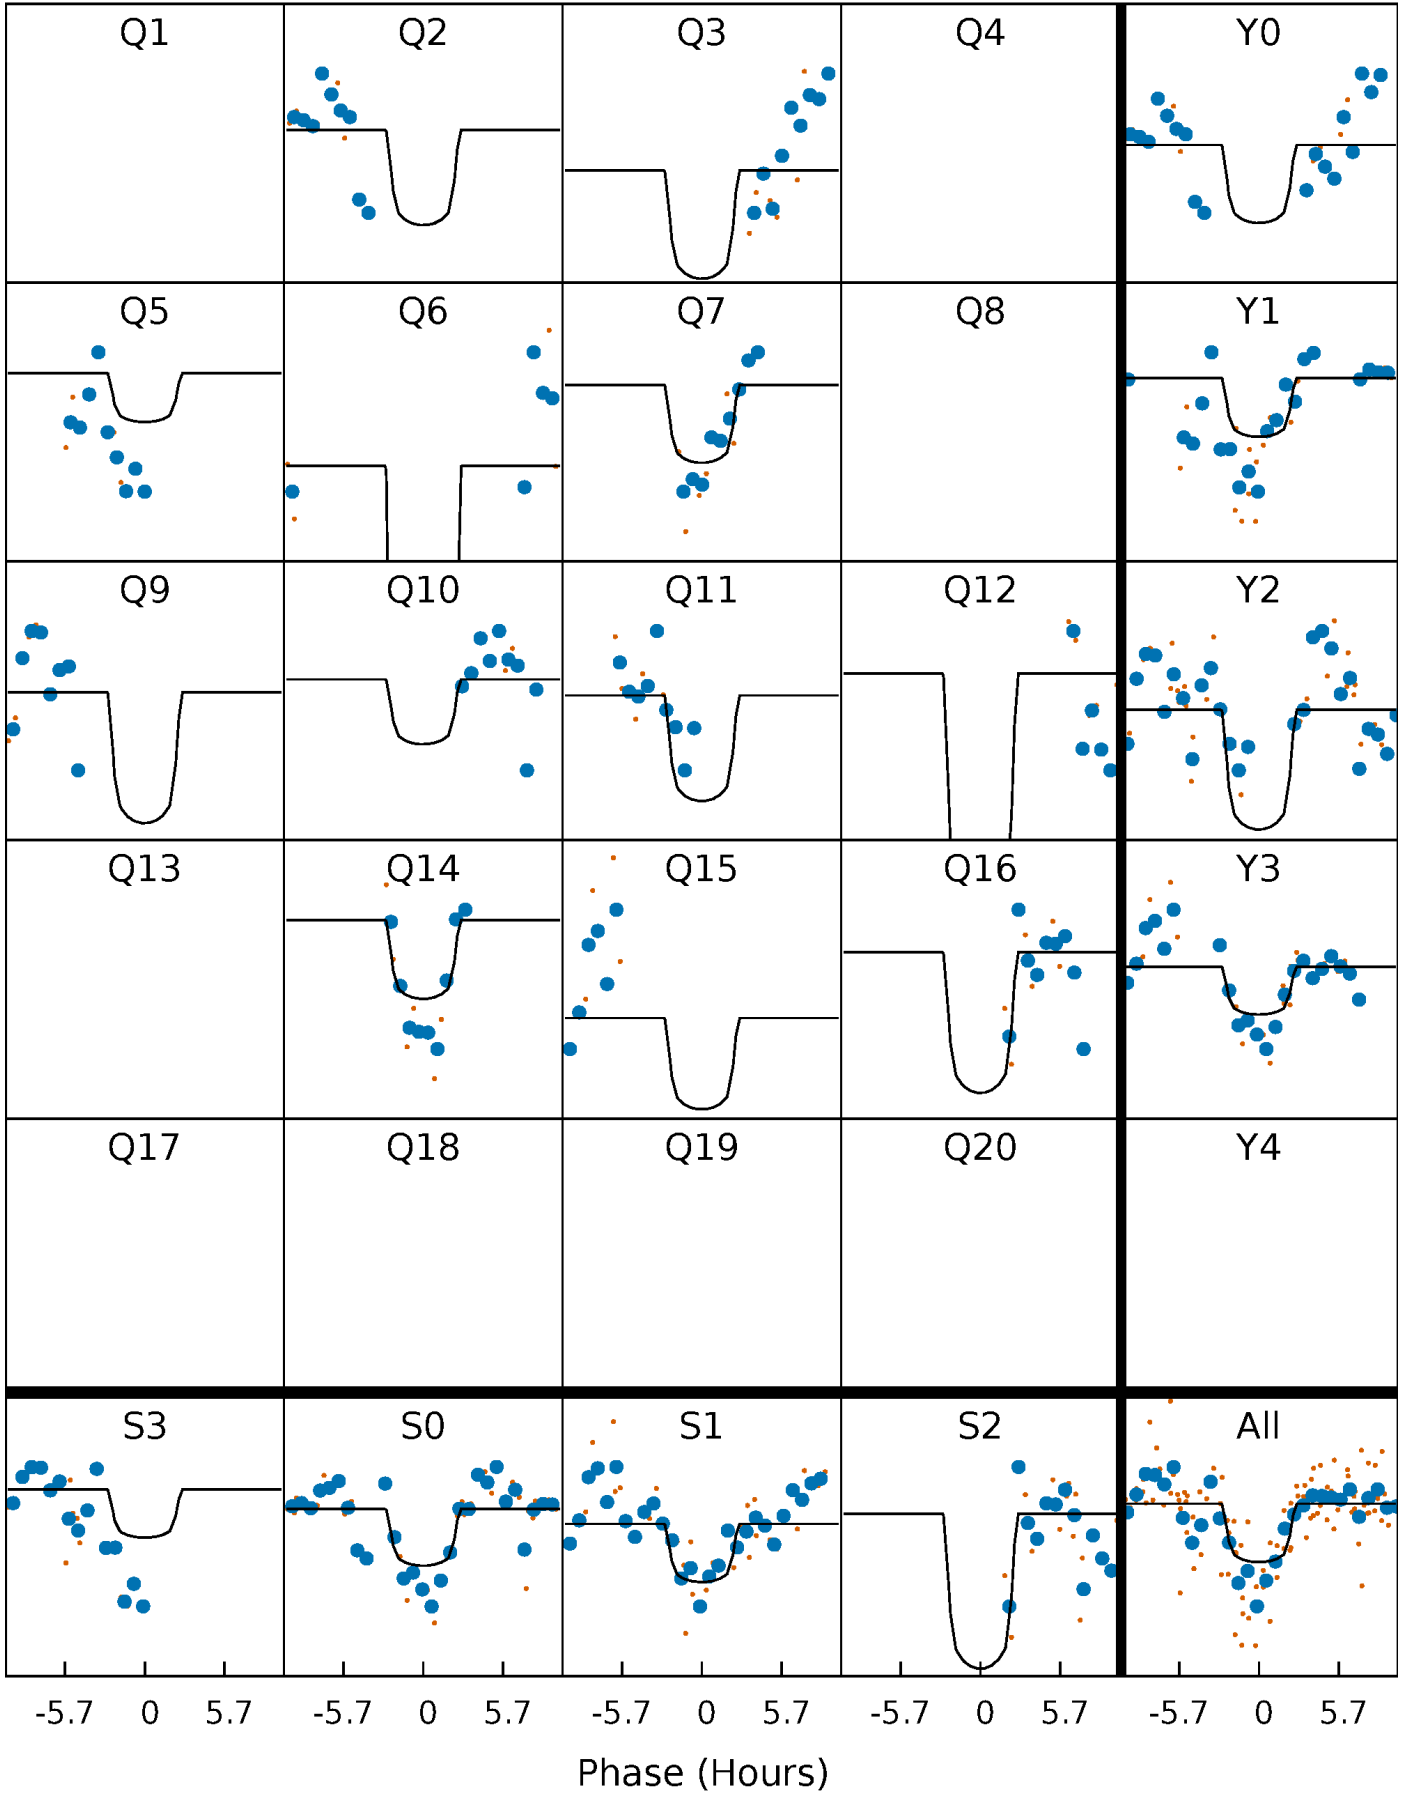 Q1 Q2 Q3 Q4 Y0
Q5 Q6 Q7 Q8 Y1
Q9 Q10 Q11 Q12 Y2
Q13 Q14 Q15 Q16 Y3
Q17 Q18 Q19 Q20 Y4
S3 S0 S1 S2 All
-5.7 0 5.7 -5.7 0 5.7 -5.7 0 5.7 -5.7 0 5.7 -5.7 0 5.7
Phase (Hours)